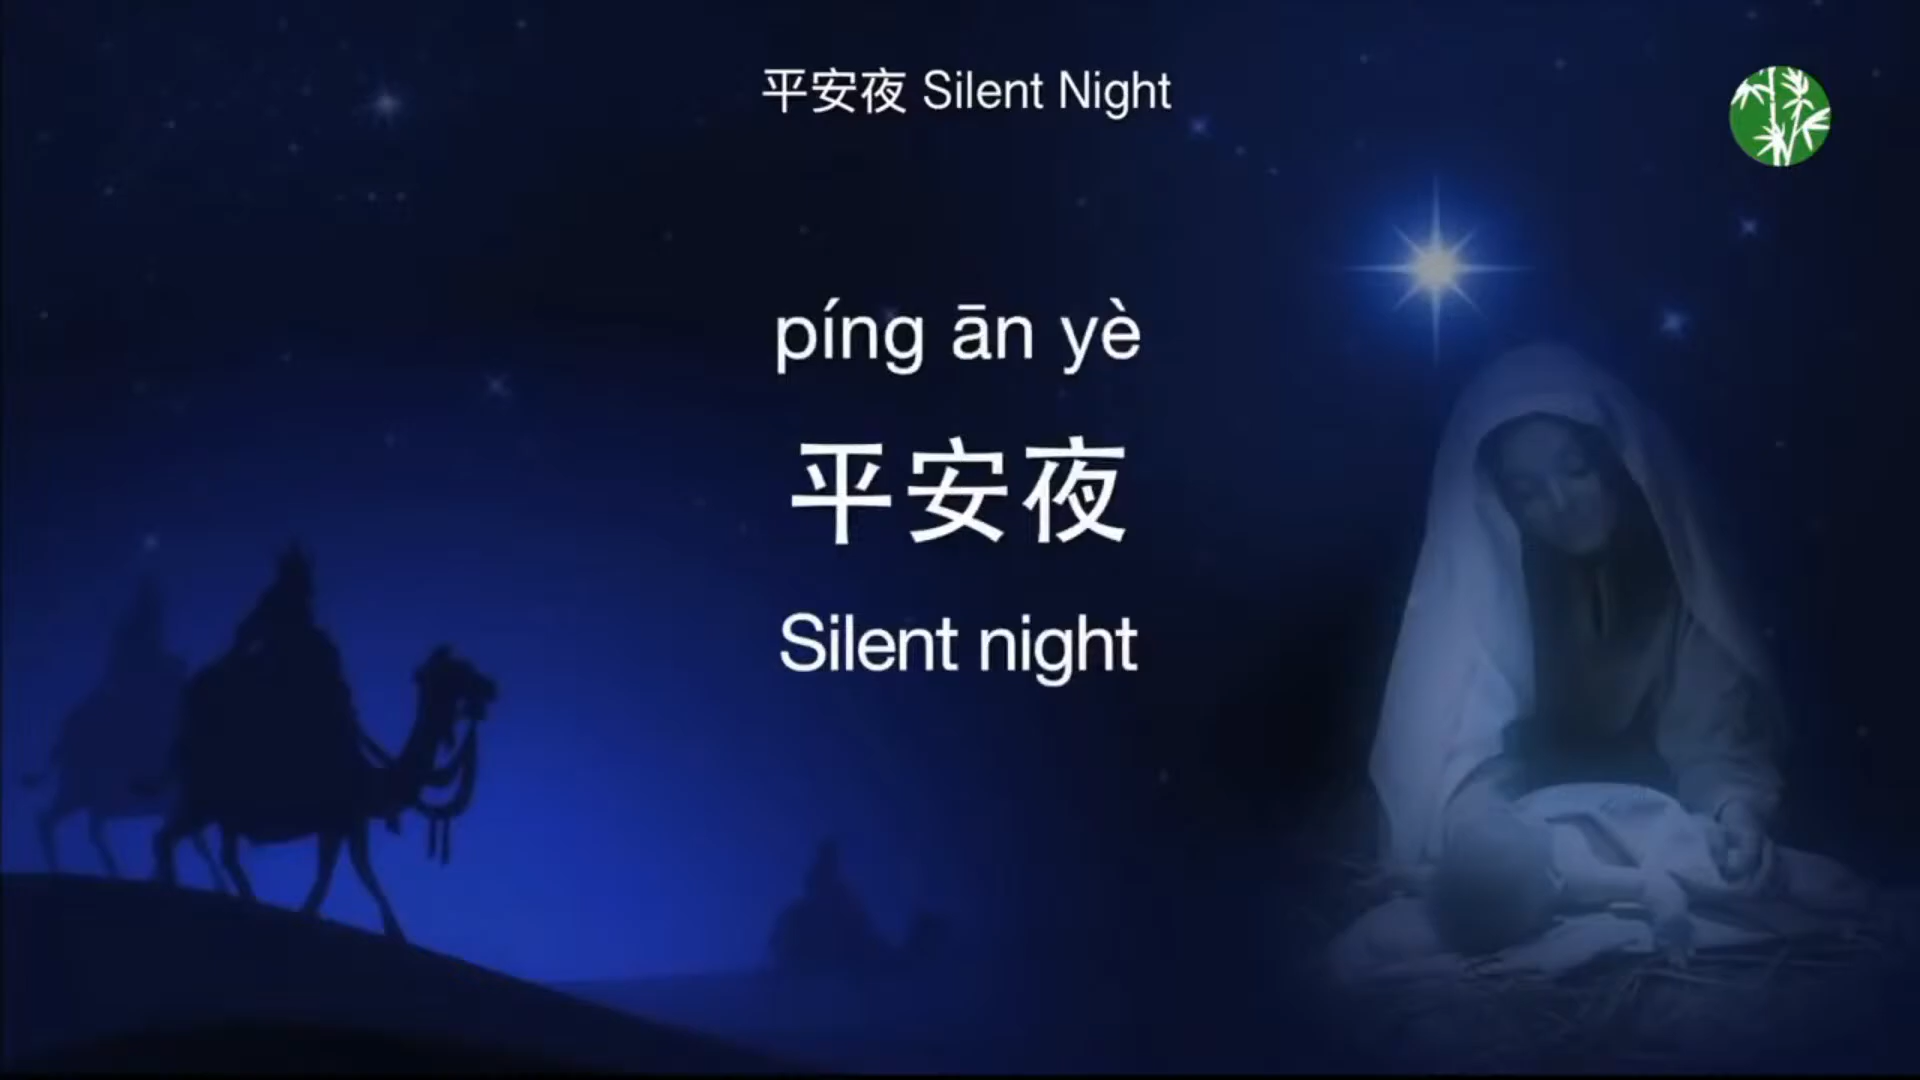 平安夜 Silent Night
píng ān yè
平安夜
Silent night